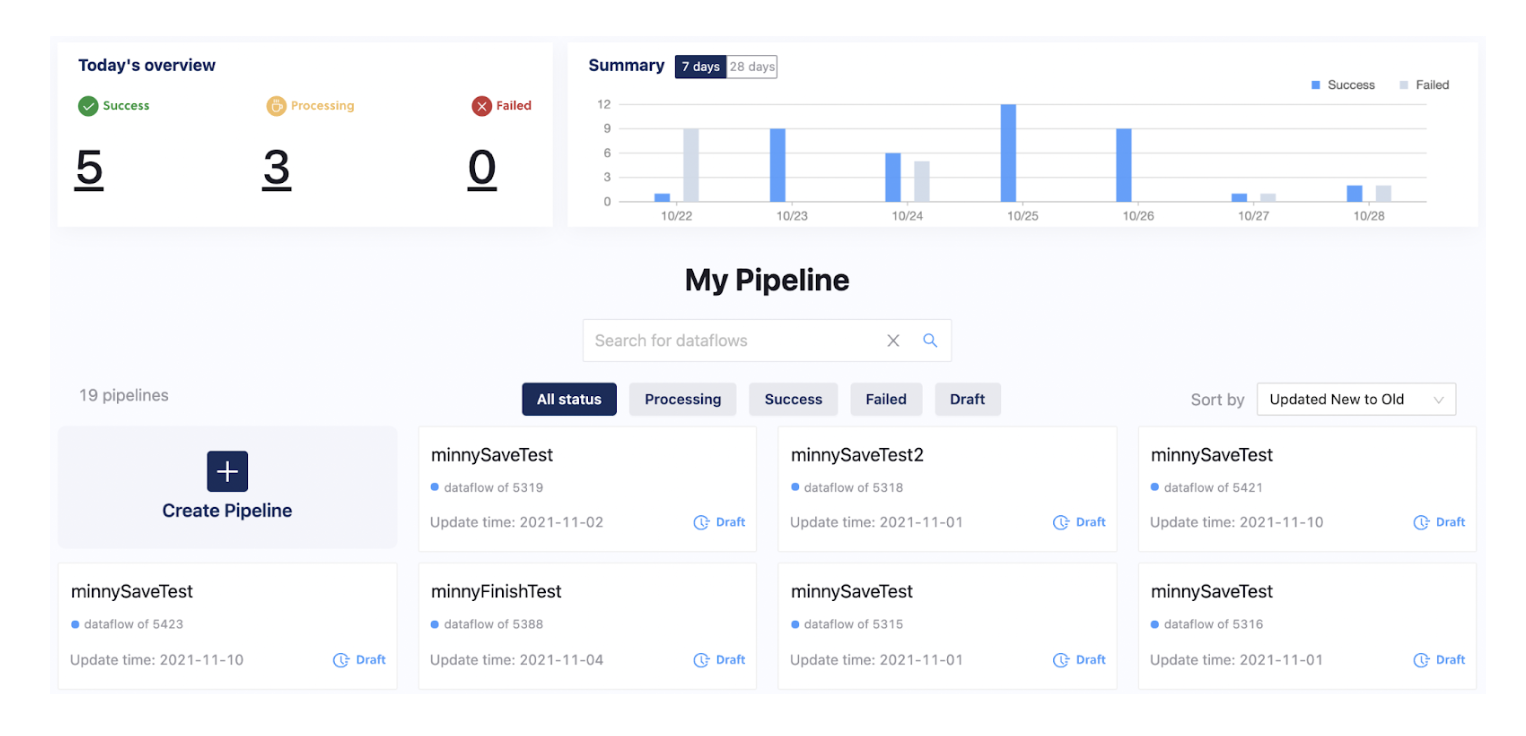 Today's overview
Success
Processing
Failed
5
3
0
Summary
7 days
28 days
Success
Failed
12
9
6
3
0
10/22
10/23
10/24
10/25
10/26
10/27
10/28
My Pipeline
Search for dataflows
19 pipelines
All status
Processing
Success
Failed
Draft
Sort by
Updated New to Old
Create Pipeline
minnySaveTest
dataflow of 5319
Update time: 2021-11-02
Draft
minnySaveTest2
dataflow of 5318
Update time: 2021-11-01
Draft
minnySaveTest
dataflow of 5421
Update time: 2021-11-10
Draft
minnySaveTest
dataflow of 5423
Update time: 2021-11-10
Draft
minnyFinishTest
dataflow of 5388
Update time: 2021-11-04
Draft
minnySaveTest
dataflow of 5315
Update time: 2021-11-01
Draft
minnySaveTest
dataflow of 5316
Update time: 2021-11-01
Draft